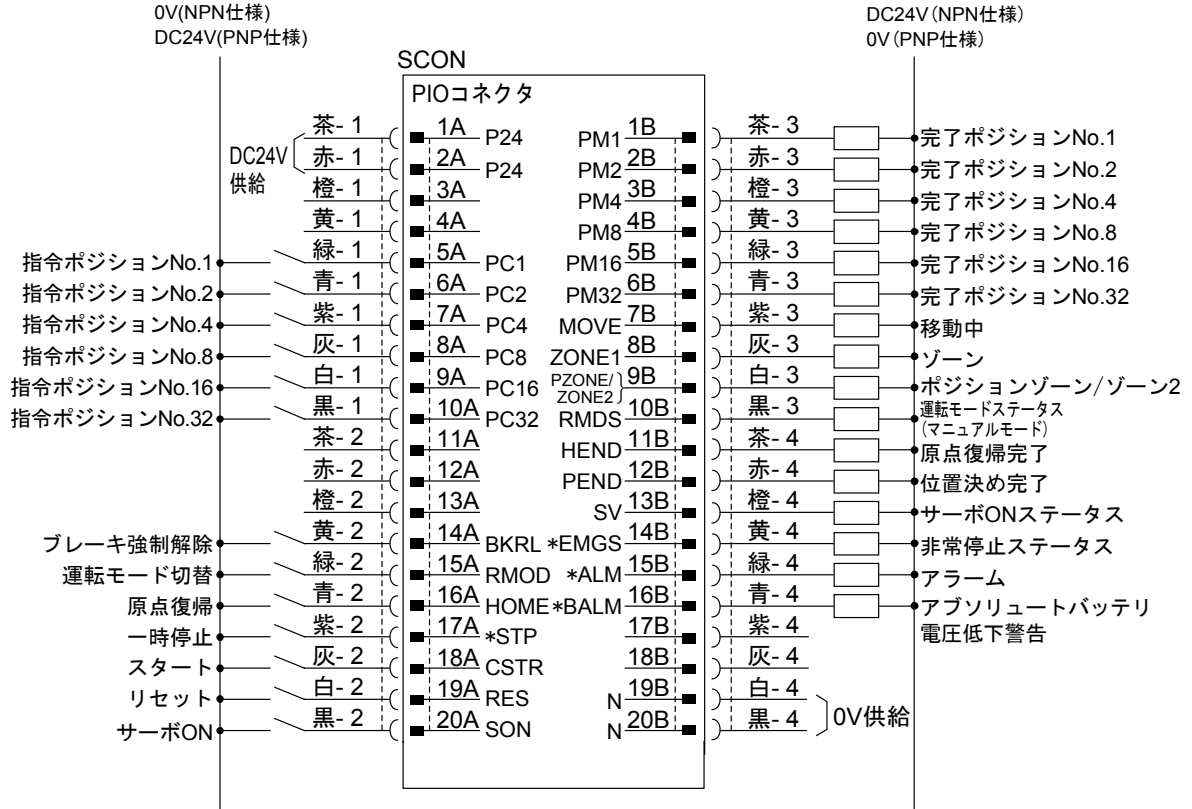 0V(NPN仕様)
DC24V(PNP仕様)
DC24V(NPN仕様)
0V(PNP仕様)
SCON
PIOコネクタ
DC24V
供給
茶- 1 1A P24 PM1 1B 茶- 3 完了ポジションNo.1
赤- 1 2A P24 PM2 2B 赤- 3 完了ポジションNo.2
橙- 1 3A PM4 3B 橙- 3 完了ポジションNo.4
黄- 1 4A PM8 4B 黄- 3 完了ポジションNo.8
指令ポジションNo.1 緑- 1 5A PC1 PM16 5B 緑- 3 完了ポジションNo.16
指令ポジションNo.2 青- 1 6A PC2 PM32 6B 青- 3 完了ポジションNo.32
指令ポジションNo.4 紫- 1 7A PC4 MOVE 7B 紫- 3 移動中
指令ポジションNo.8 灰- 1 8A PC8 ZONE1 8B 灰- 3 ゾーン
指令ポジションNo.16 白- 1 9A PC16 PZONE/ ZONE2 9B 白- 3 ポジションゾーン/ゾーン2
指令ポジションNo.32 黒- 1 10A PC32 RMDS 10B 黒- 3 運転モードステータス
(マニュアルモード)
茶- 2 11A HEND 11B 茶- 4 原点復帰完了
赤- 2 12A PEND 12B 赤- 4 位置決め完了
橙- 2 13A SV 13B 橙- 4 サーボONステータス
ブレーキ強制解除 黄- 2 14A BKRL *EMGS 14B 黄- 4 非常停止ステータス
運転モード切替 緑- 2 15A RMOD *ALM 15B 緑- 4 アラーム
原点復帰 青- 2 16A HOME *BALM 16B 青- 4 アブソリュートバッテリ
電圧低下警告
一時停止 紫- 2 17A *STP 17B 紫- 4
スタート 灰- 2 18A CSTR 18B 灰- 4
リセット 白- 2 19A RES N 19B 白- 4
サーボON 黒- 2 20A SON N 20B 黒- 4
0V供給